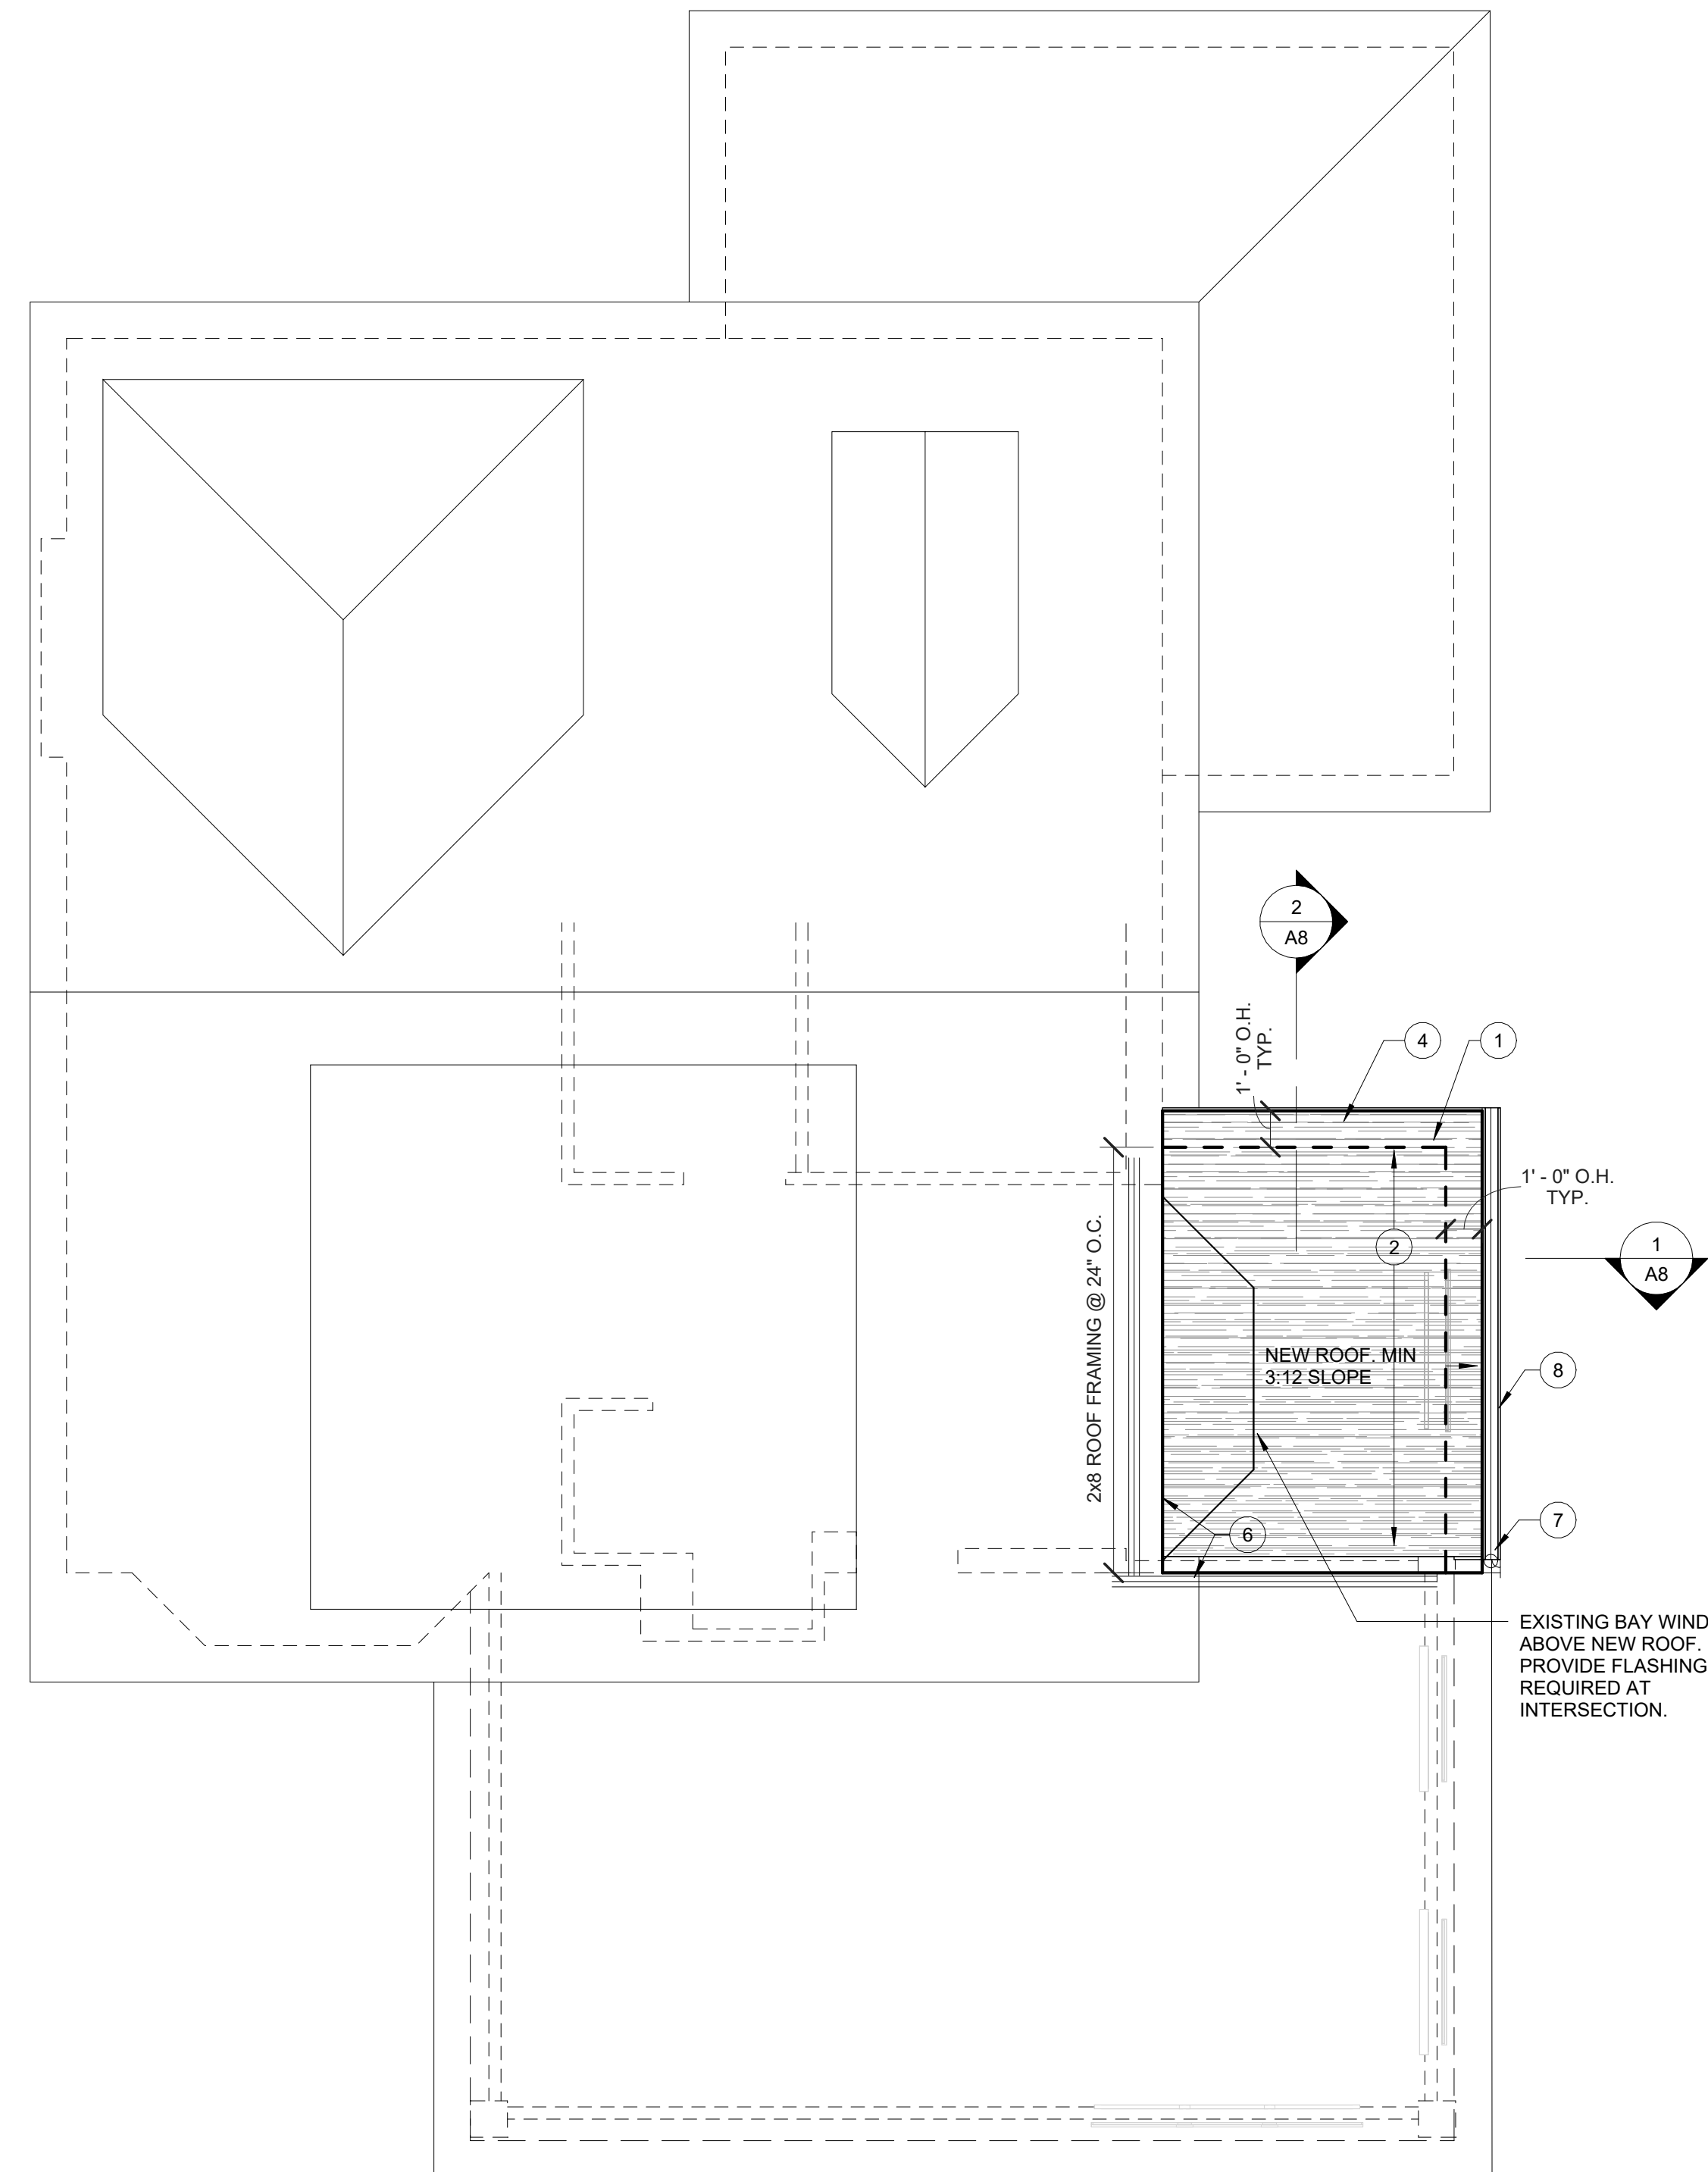 2
A8
1' - 0" O.H.
TYP.
4
1
1' - 0" O.H.
TYP.
2
1
A8
2x8 ROOF FRAMING @ 24" O.C.
NEW ROOF. MIN
3:12 SLOPE
8
7
6
EXISTING BAY WIND
ABOVE NEW ROOF.
PROVIDE FLASHING
REQUIRED AT
INTERSECTION.